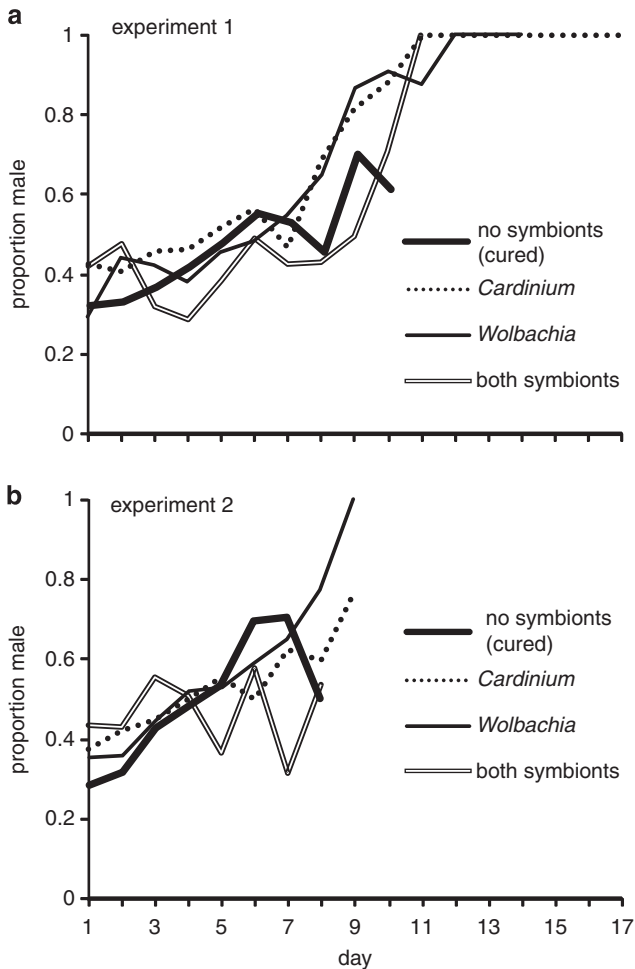 a
experiment 1
1
0.8
0.6
0.4
0.2
0
proportion male
no symbionts
(cured)
Cardinium
Wolbachia
both symbionts
b
experiment 2
1
0.8
0.6
0.4
0.2
0
proportion male
no symbionts
(cured)
Cardinium
Wolbachia
both symbionts
1 3 5 7 9 11 13 15 17
day